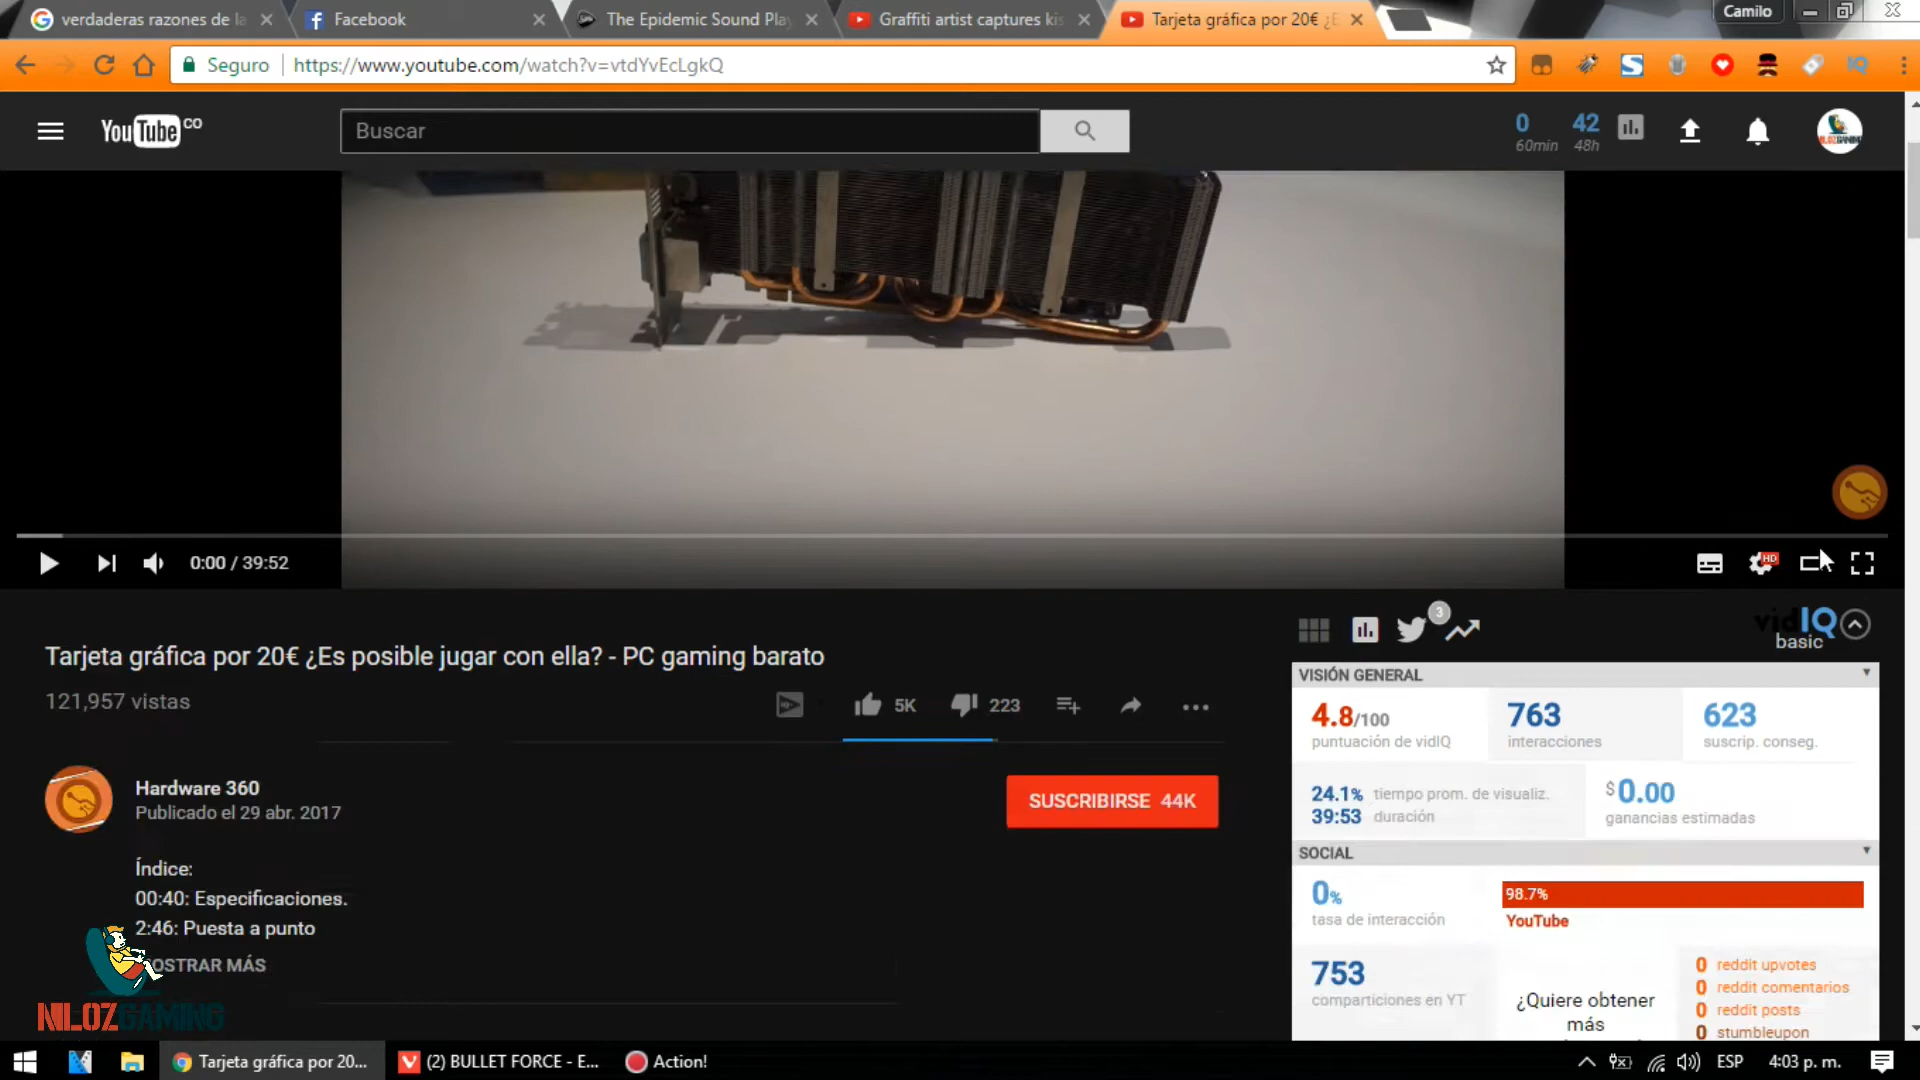 verdaderas razones de la
Facebook
The Epidemic Sound Play
Graffiti artist captures kis
Tarjeta gráfica por 20€ ¿E
Camilo
Seguro
https://www.youtube.com/watch?v=vtdYvEcLgkQ
YouTube CO
Buscar
0
60min
42
48h
0:00 / 39:52
HD
Tarjeta gráfica por 20€ ¿Es posible jugar con ella? - PC gaming barato
121,957 vistas
5K
223
Hardware 360
Publicado el 29 abr. 2017
SUSCRIBIRSE 44K
Índice:
00:40: Especificaciones.
2:46: Puesta a punto
OSTRAR MÁS
NILOZGAMING
3
vidIQ
basic
VISIÓN GENERAL
4.8/100
puntuación de vidIQ
763
interacciones
623
suscrip. conseg.
24.1% tiempo prom. de visualiz.
39:53 duración
$0.00
ganancias estimadas
SOCIAL
0%
tasa de interacción
98.7%
YouTube
753
comparticiones en YT
¿Quiere obtener
más
0 reddit upvotes
0 reddit comentarios
0 reddit posts
0 stumbleupon
Tarjeta gráfica por 20...
(2) BULLET FORCE - E...
Action!
ESP
4:03 p. m.